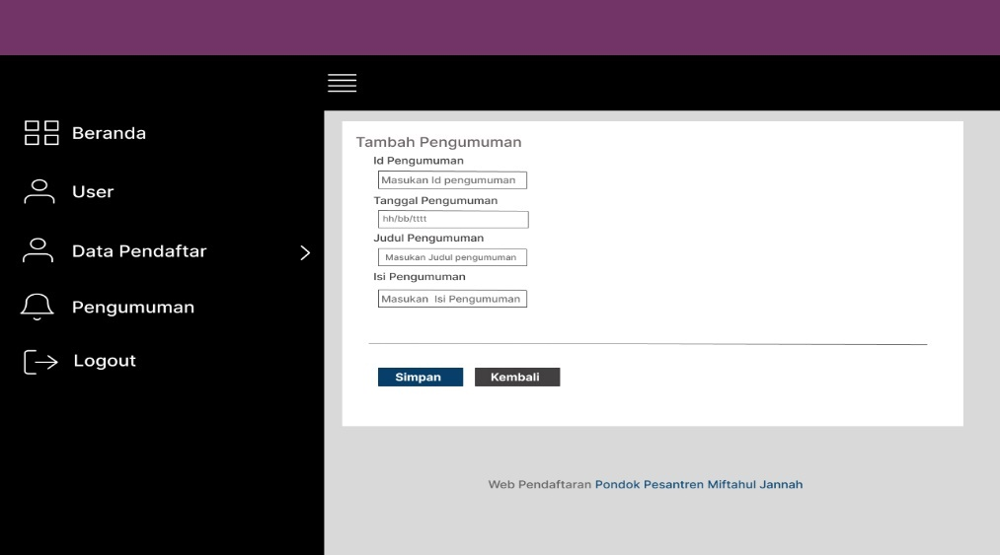 Beranda
User
Data Pendaftar
Pengumuman
Logout
Tambah Pengumuman
Id Pengumuman
Masukan Id pengumuman
Tanggal Pengumuman
hh/bb/tttt
Judul Pengumuman
Masukan Judul pengumuman
Isi Pengumuman
Masukan Isi Pengumuman
Simpan Kembali
Web Pendaftaran Pondok Pesantren Miftahul Jannah